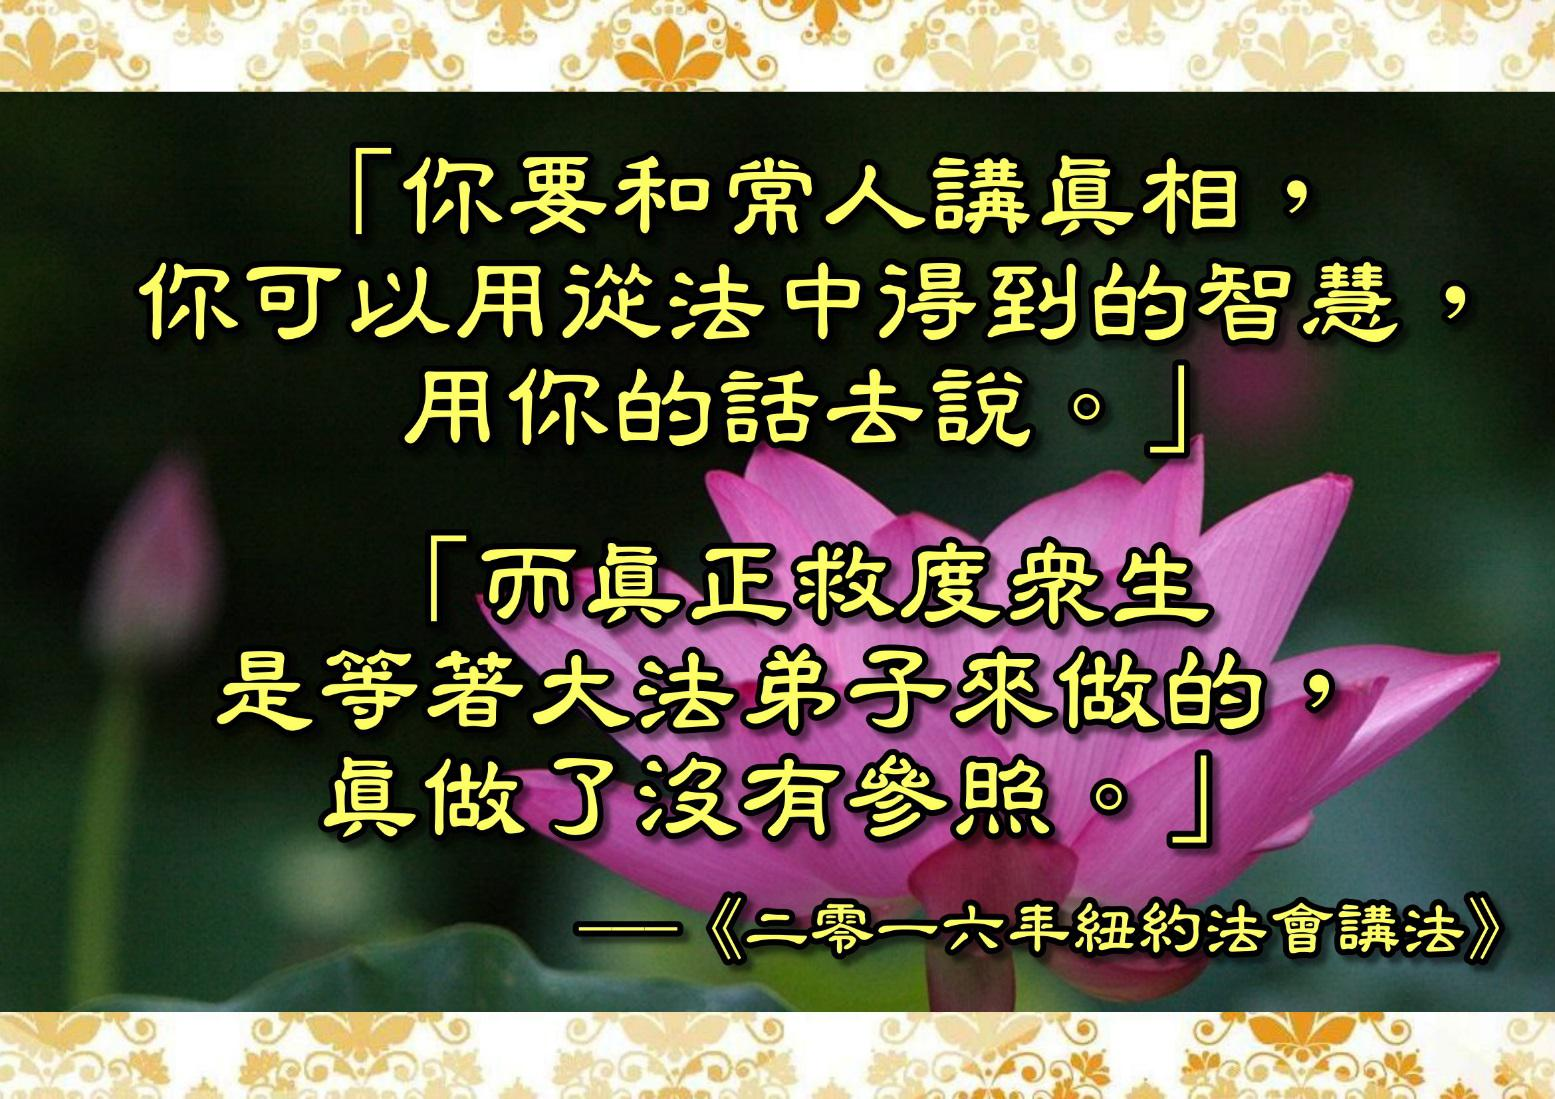 「你要和常人講眞相，
你可以用從法中得到的智慧，
用你的話去說。」
「而眞正救度衆生
是等著大法弟子來做的，
眞做了沒有參照。」
──《二零一六年紐約法會講法》